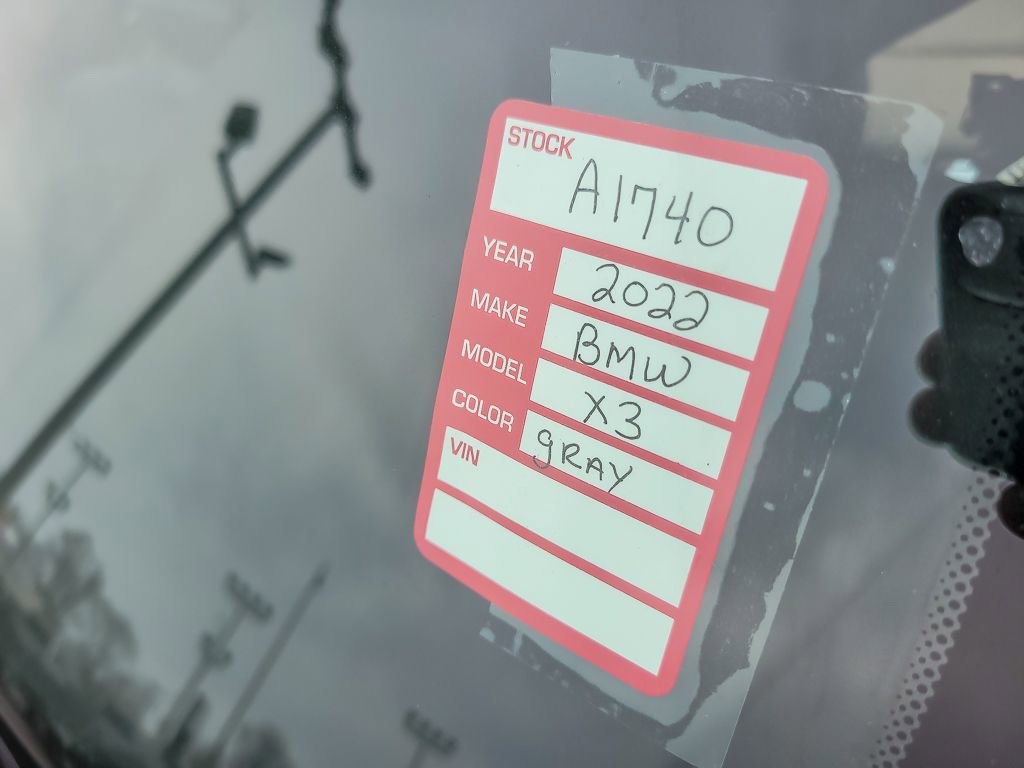 STOCK
A1740
YEAR 2022
MAKE BMW
MODEL X3
COLOR gRAY
VIN